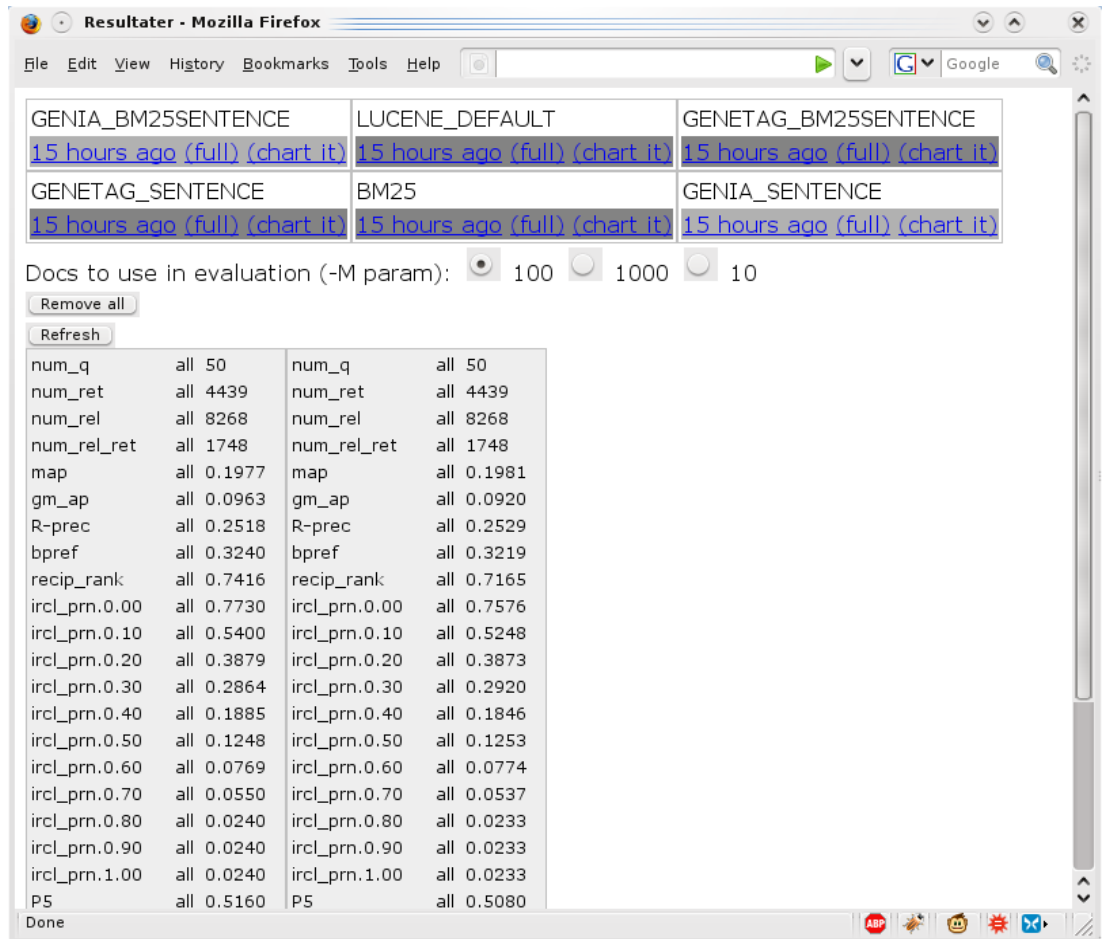 Resultater - Mozilla Firefox
File Edit View History Bookmarks Tools Help
G Google
GENIA_BM25SENTENCE LUCENE_DEFAULT GENETAG_BM25SENTENCE
15 hours ago (full) (chart it) 15 hours ago (full) (chart it) 15 hours ago (full) (chart it)
GENETAG_SENTENCE BM25 GENIA_SENTENCE
15 hours ago (full) (chart it) 15 hours ago (full) (chart it) 15 hours ago (full) (chart it)
Docs to use in evaluation (-M param): 100 1000 10
Remove all
Refresh
num_q all 50 num_q all 50
num_ret all 4439 num_ret all 4439
num_rel all 8268 num_rel all 8268
num_rel_ret all 1748 num_rel_ret all 1748
map all 0.1977 map all 0.1981
gm_ap all 0.0963 gm_ap all 0.0920
R-prec all 0.2518 R-prec all 0.2529
bpref all 0.3240 bpref all 0.3219
recip_rank all 0.7416 recip_rank all 0.7165
ircl_prn.0.00 all 0.7730 ircl_prn.0.00 all 0.7576
ircl_prn.0.10 all 0.5400 ircl_prn.0.10 all 0.5248
ircl_prn.0.20 all 0.3879 ircl_prn.0.20 all 0.3873
ircl_prn.0.30 all 0.2864 ircl_prn.0.30 all 0.2920
ircl_prn.0.40 all 0.1885 ircl_prn.0.40 all 0.1846
ircl_prn.0.50 all 0.1248 ircl_prn.0.50 all 0.1253
ircl_prn.0.60 all 0.0769 ircl_prn.0.60 all 0.0774
ircl_prn.0.70 all 0.0550 ircl_prn.0.70 all 0.0537
ircl_prn.0.80 all 0.0240 ircl_prn.0.80 all 0.0233
ircl_prn.0.90 all 0.0240 ircl_prn.0.90 all 0.0233
ircl_prn.1.00 all 0.0240 ircl_prn.1.00 all 0.0233
P5 all 0.5160 P5 all 0.5080
Done ABP